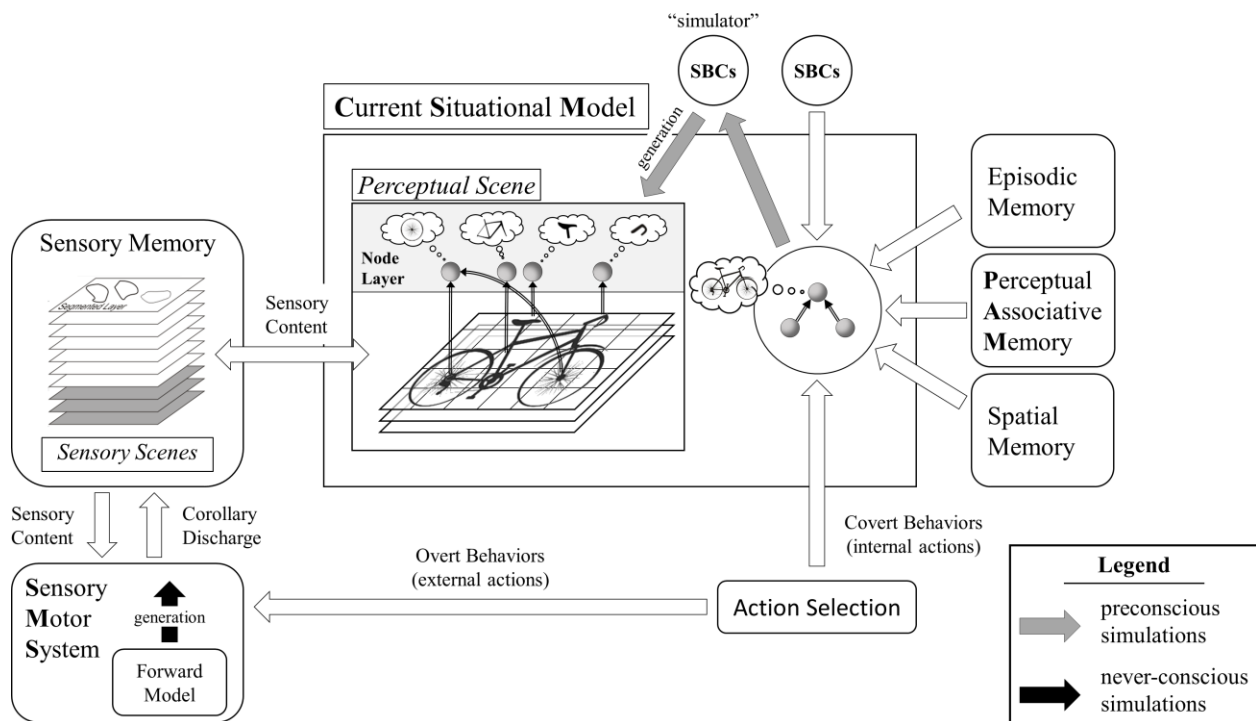 “simulator”
SBCs
SBCs
Current Situational Model
generation
Perceptual Scene
Node
Layer
Sensory Memory
Segmented Layer
Sensory Scenes
Sensory
Content
Episodic
Memory
Perceptual
Associative
Memory
Spatial
Memory
Sensory
Content
Corollary
Discharge
Overt Behaviors
(external actions)
Covert Behaviors
(internal actions)
Sensory
Motor
System
generation
Forward
Model
Action Selection
Legend
preconscious
simulations
never-conscious
simulations